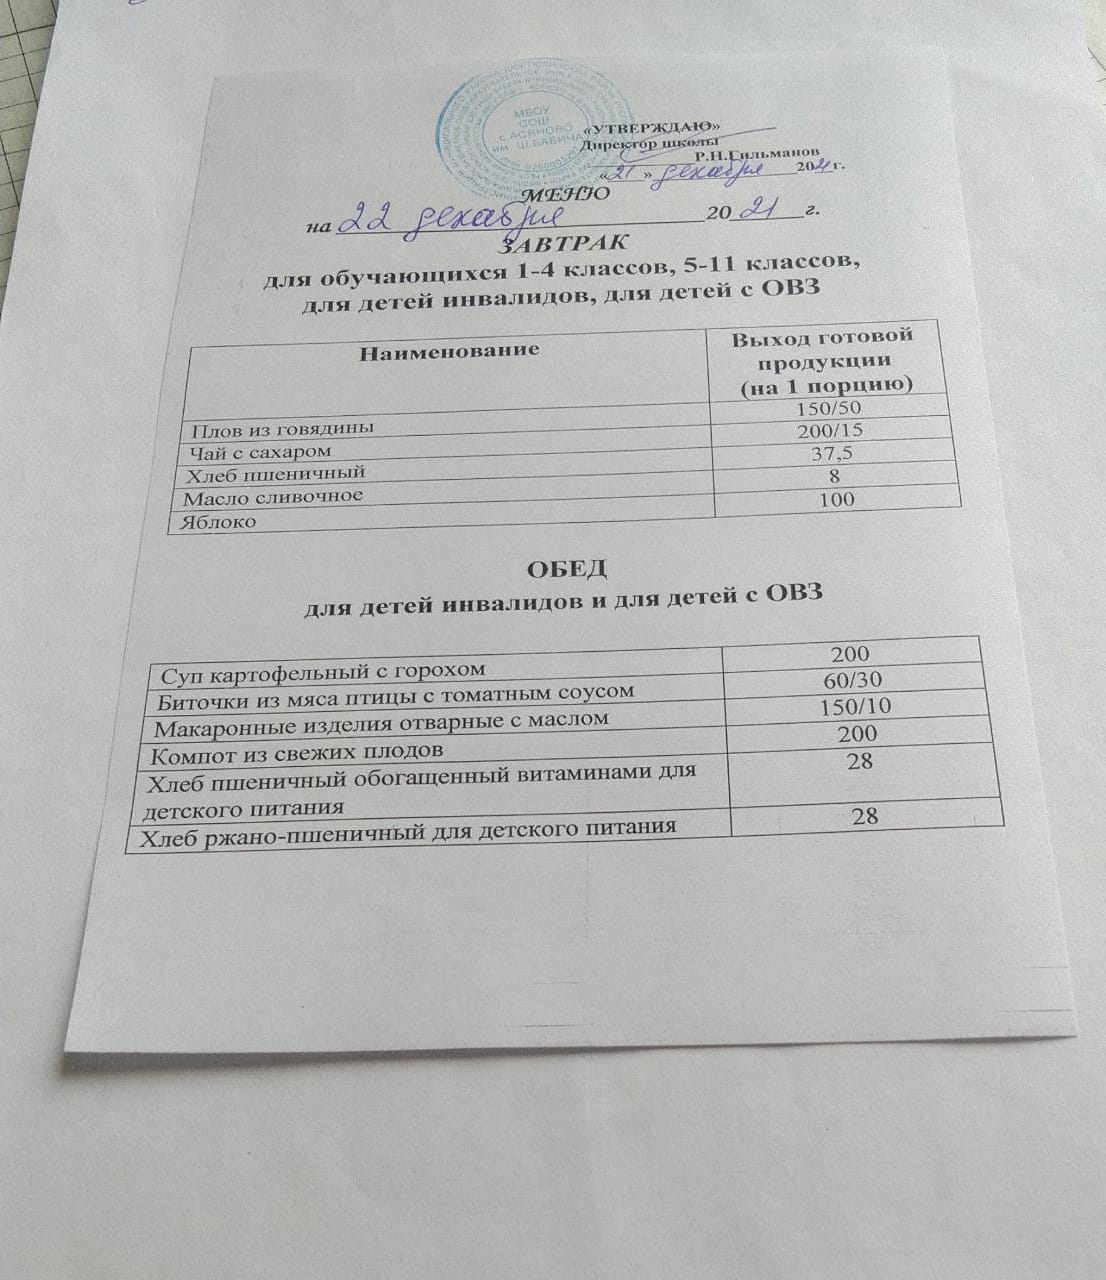 МБОУ
СОШ
с.АСЯНОВО
им. Ш.БАБИЧА
«УТВЕРЖДАЮ»
Директор школы
Р.Н.Гильманов
«21» декабря 2021г.
МЕНЮ
на 22 декабря 2021 г.
ЗАВТРАК
для обучающихся 1-4 классов, 5-11 классов,
для детей инвалидов, для детей с ОВЗ
Наименование
Выход готовой
продукции
(на 1 порцию)
Плов из говядины 150/50
Чай с сахаром 200/15
Хлеб пшеничный 37,5
Масло сливочное 8
Яблоко 100
ОБЕД
для детей инвалидов и для детей с ОВЗ
Суп картофельный с горохом 200
Биточки из мяса птицы с томатным соусом 60/30
Макаронные изделия отварные с маслом 150/10
Компот из свежих плодов 200
Хлеб пшеничный обогащенный витаминами для 28
детского питания
Хлеб ржано-пшеничный для детского питания 28